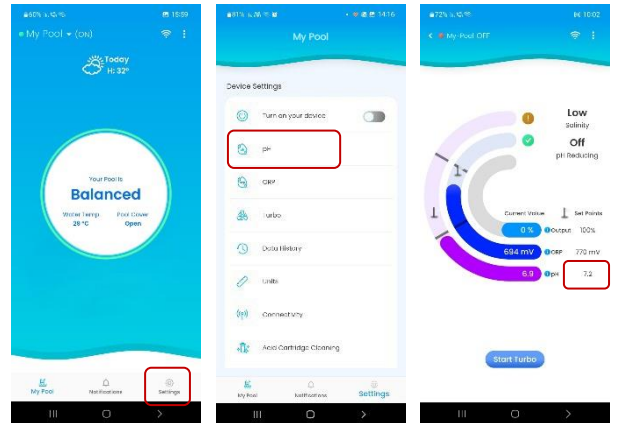 60% 15:59
My Pool (ON)
Today
H: 32°
Your Pool is
Balanced
Water Temp Pool Cover
28 °C Open
My Pool Notifications Settings
81% 14:16
My Pool
Device Settings
Turn on your device
pH
ORP
Turbo
Data History
Units
Connectivity
Acid Cartridge Cleaning
My Pool Notifications Settings
72% 10:02
My-Pool OFF
Low
Salinity
Off
pH Reducing
Current Value Set Points
0 % Output 100%
694 mV ORP 770 mV
6.9 pH 7.2
Start Turbo